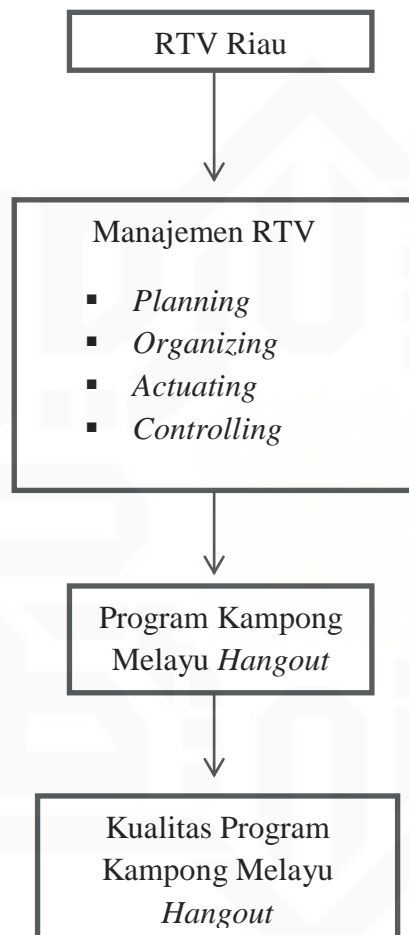 RTV Riau
Manajemen RTV
▪ Planning
▪ Organizing
▪ Actuating
▪ Controlling
Program Kampong
Melayu Hangout
Kualitas Program
Kampong Melayu
Hangout